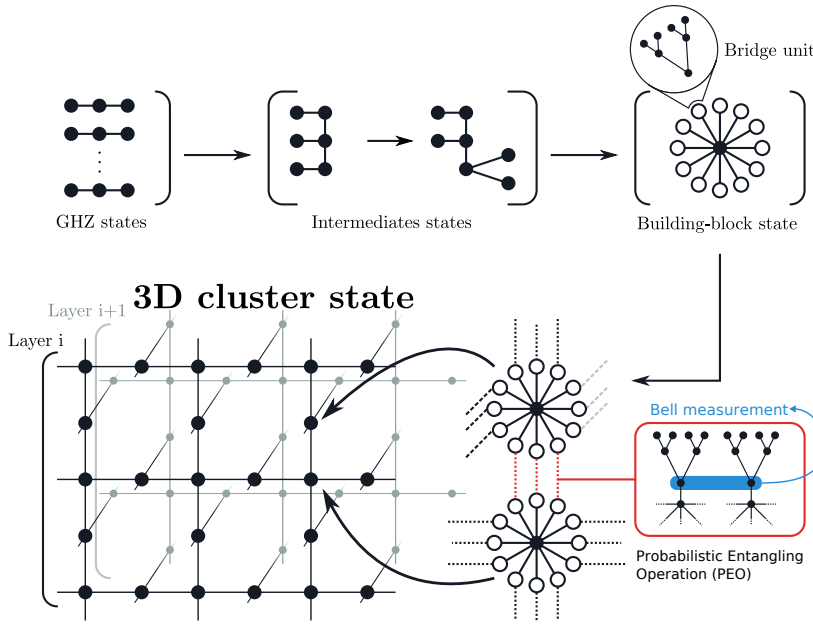 Bridge unit
GHZ states
Intermediates states
Building-block state
3D cluster state
Layer i+1
Layer i
Bell measurement
Probabilistic Entangling
Operation (PEO)